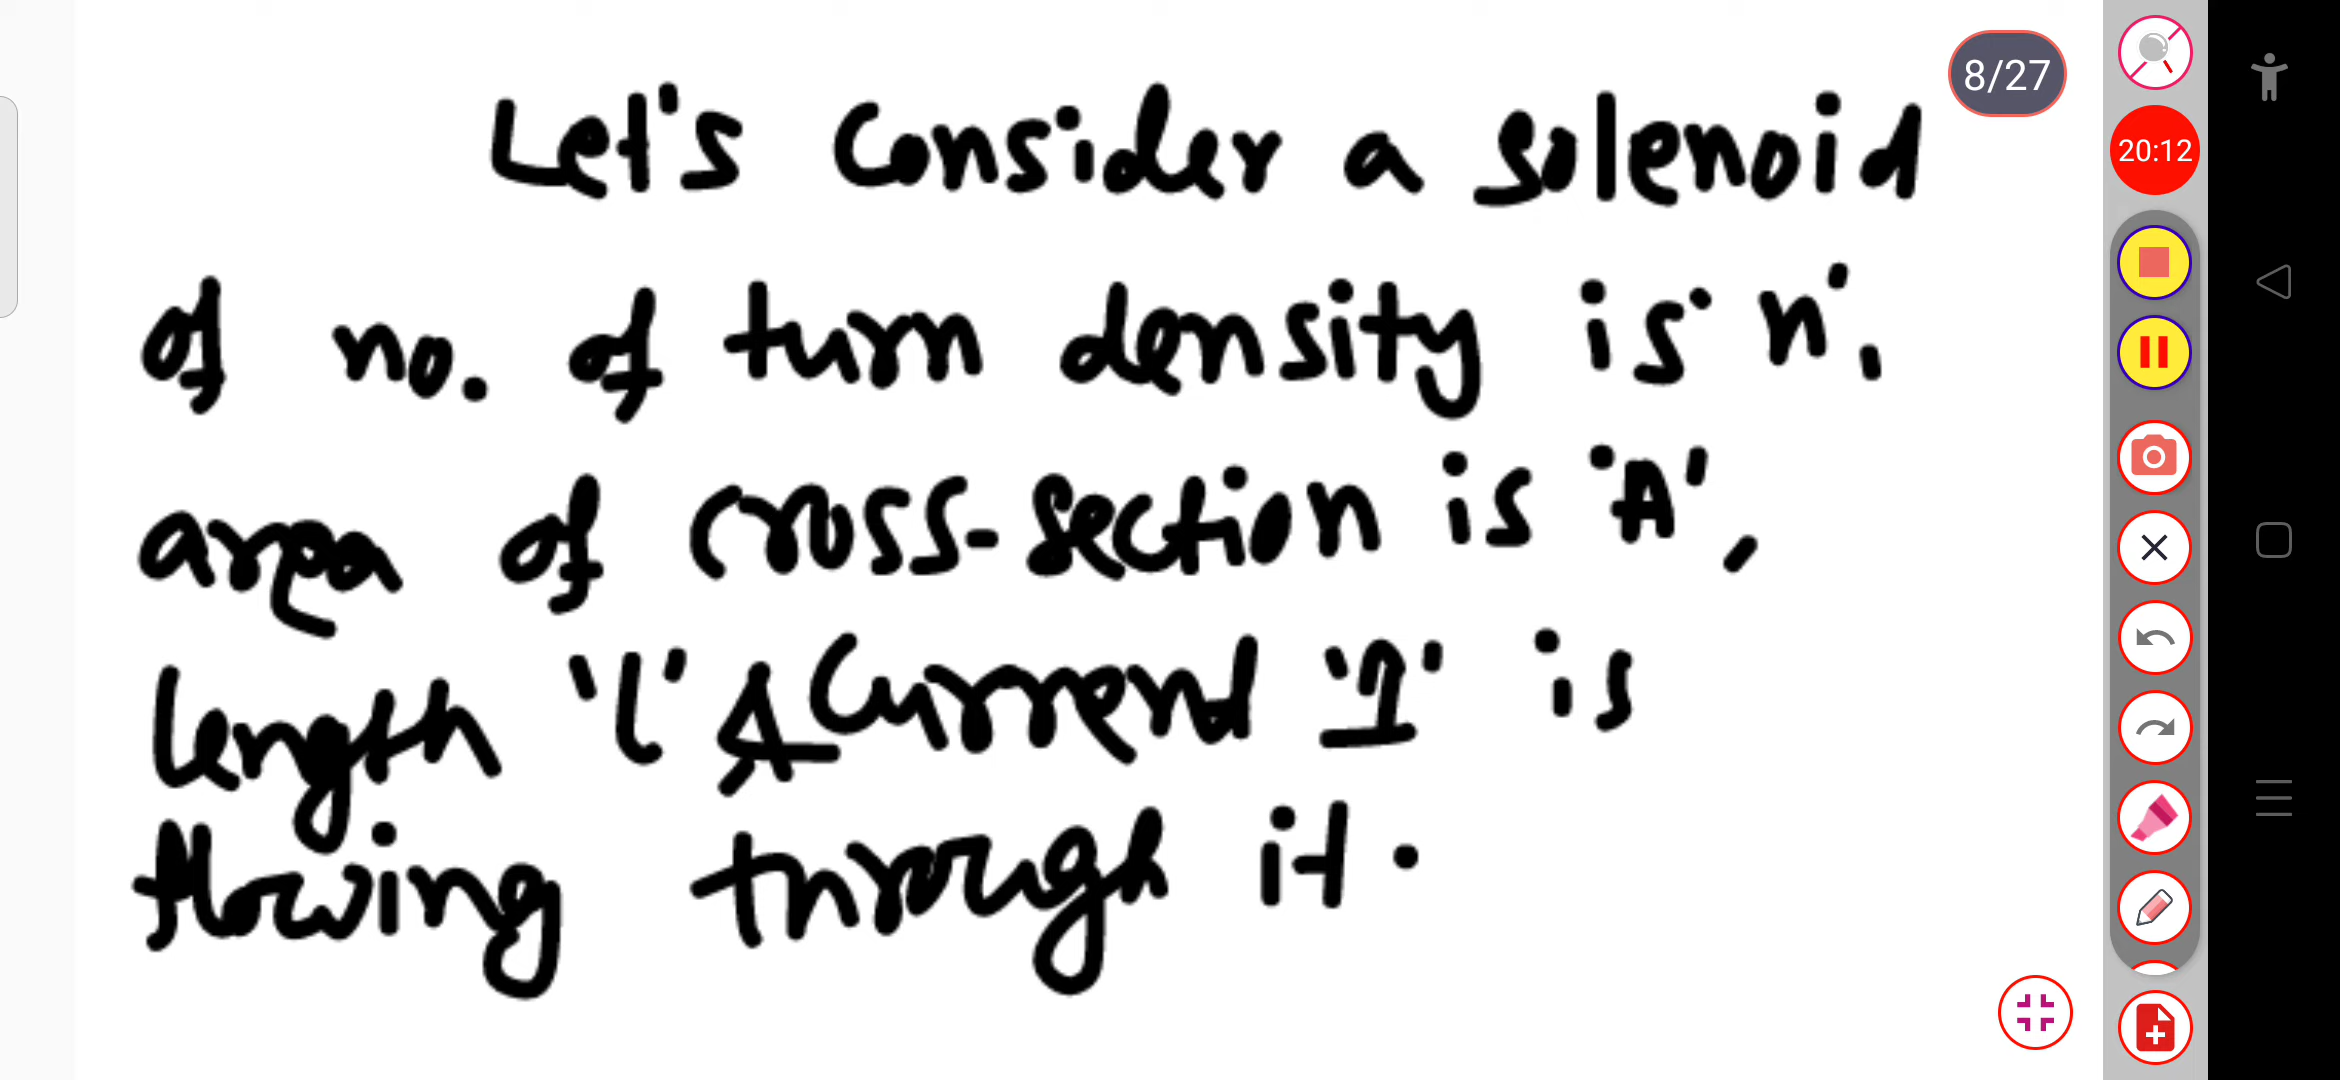 Let's Consider a solenoid
of no. of turn density is 'n',
area of cross-section is 'A',
length 'l' & Current 'I' is
flowing through it.
8/27
20:12